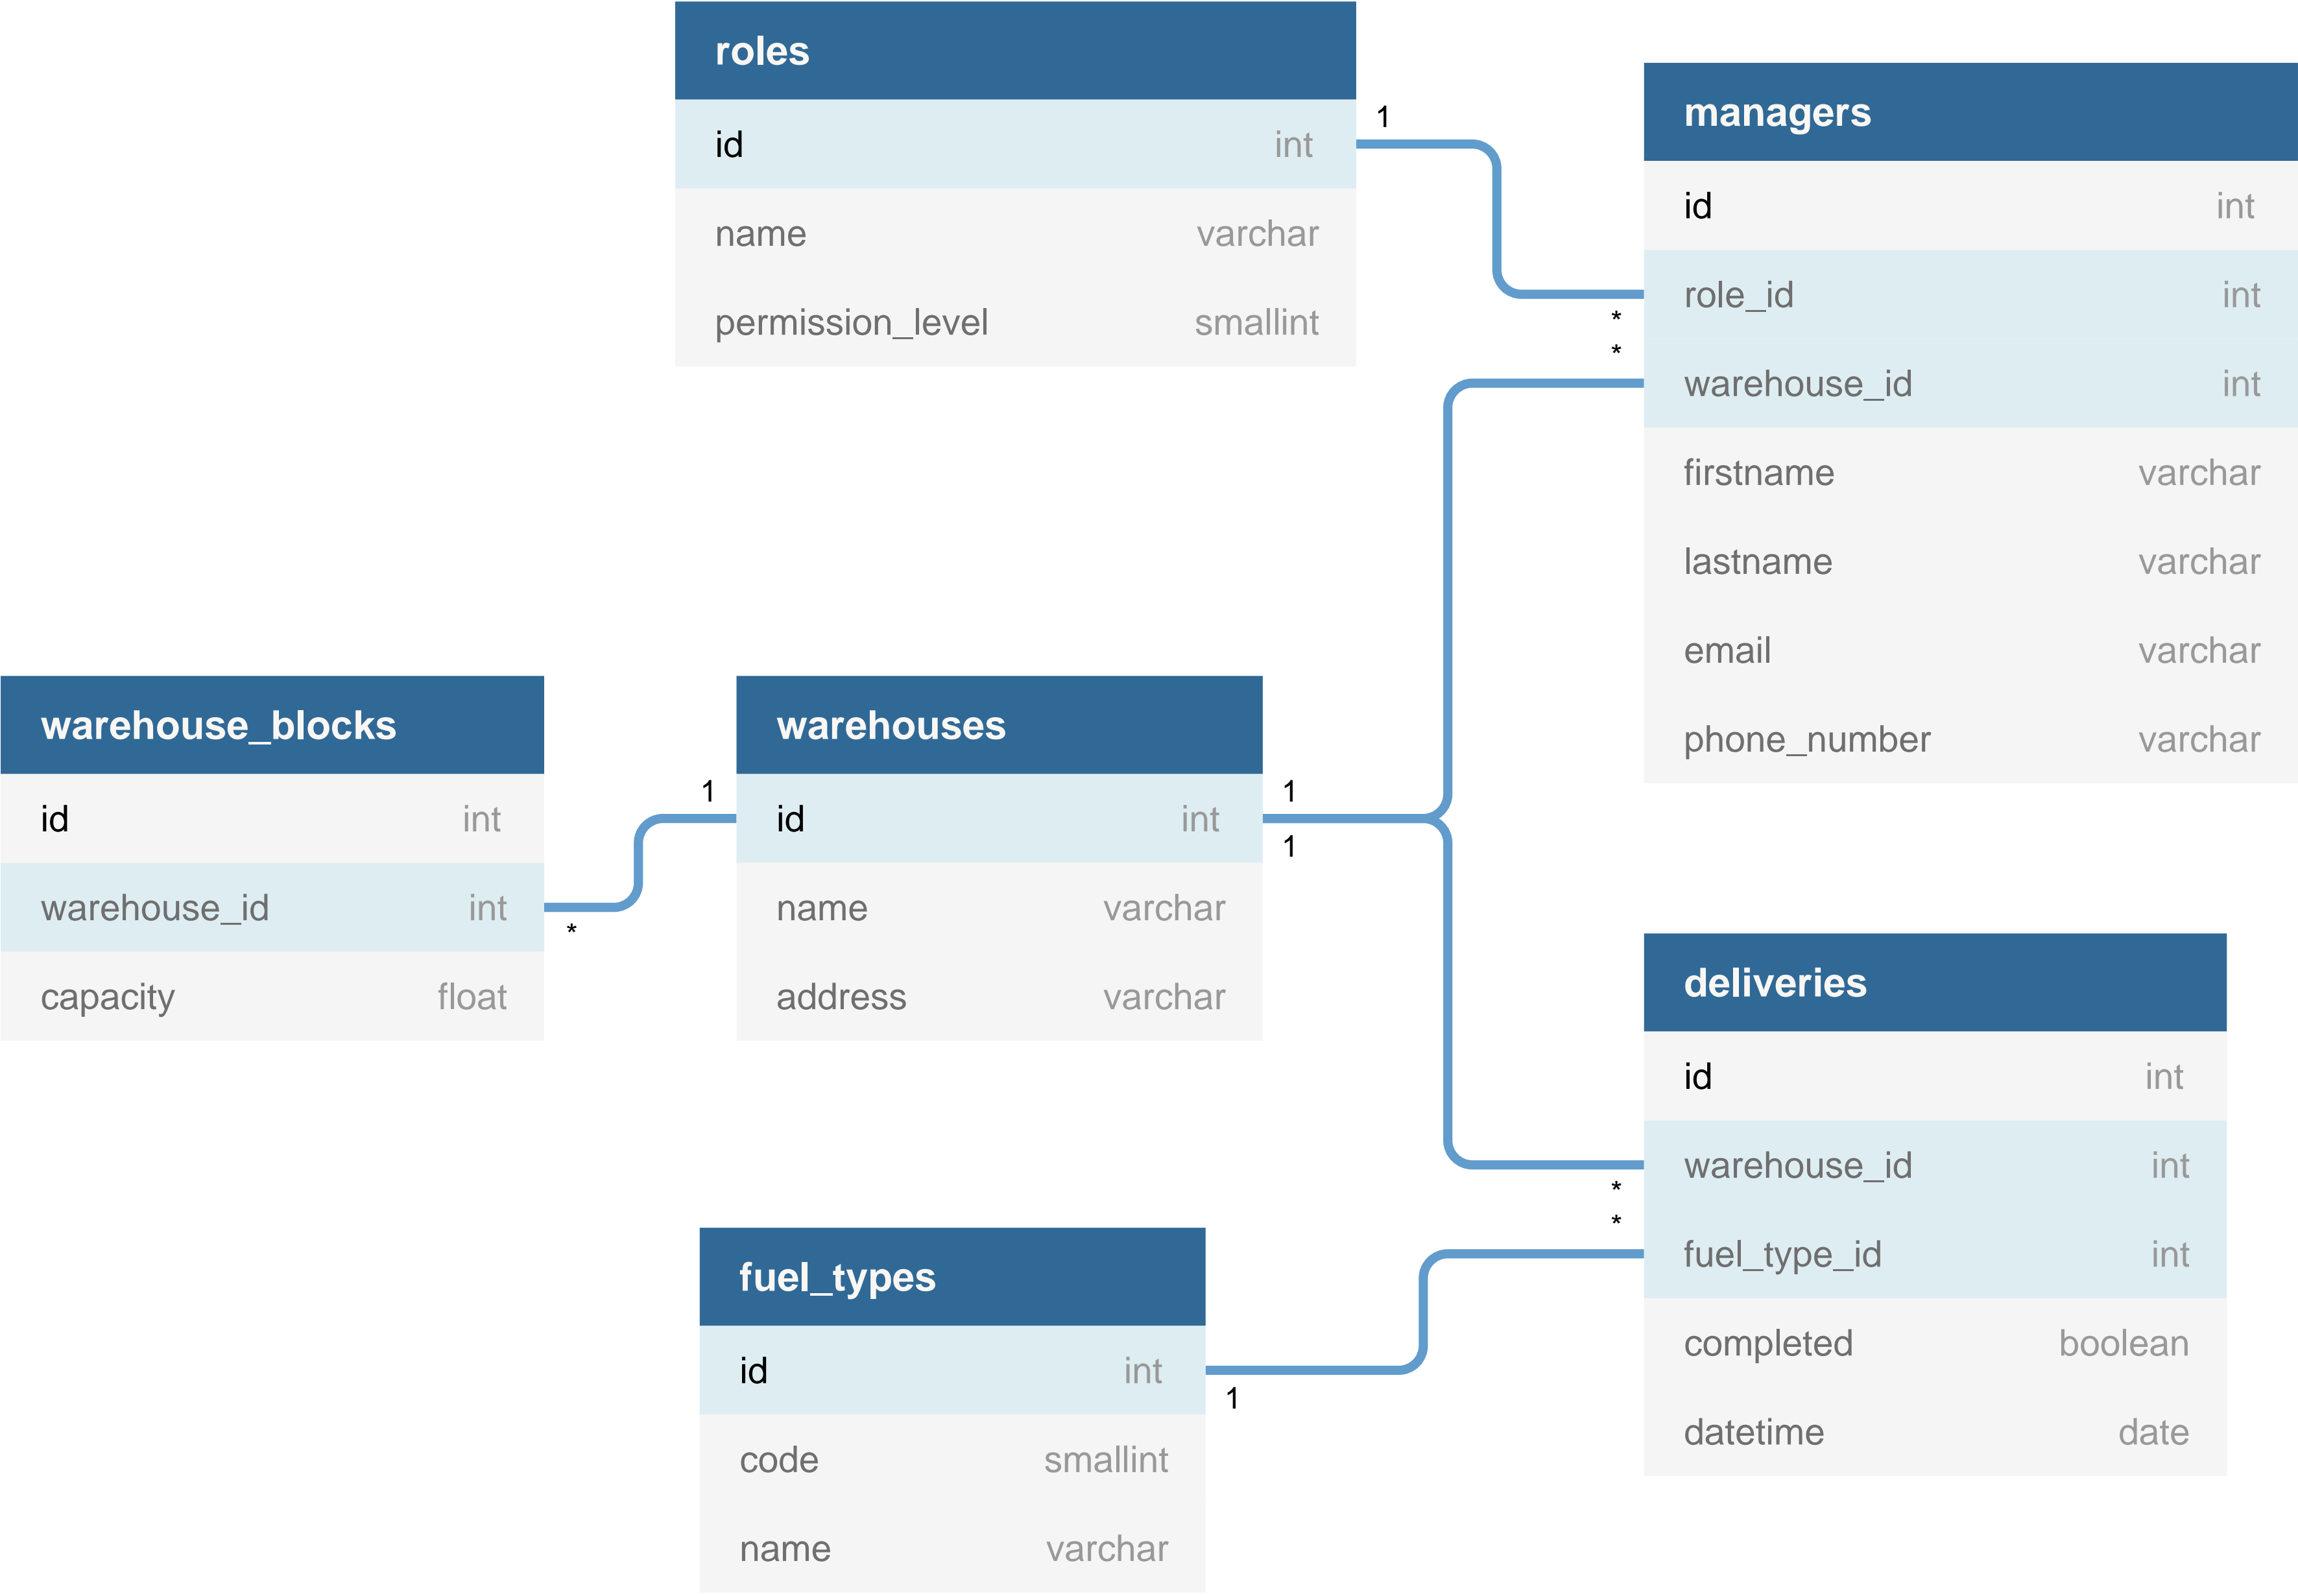 roles
id int
name varchar
permission_level smallint
1
*
managers
id int
role_id int
warehouse_id int
firstname varchar
lastname varchar
email varchar
phone_number varchar
*
warehouse_blocks
id int
warehouse_id int
capacity float
*
1
warehouses
id int
name varchar
address varchar
1
1
deliveries
id int
warehouse_id int
fuel_type_id int
completed boolean
datetime date
*
*
fuel_types
id int
code smallint
name varchar
1